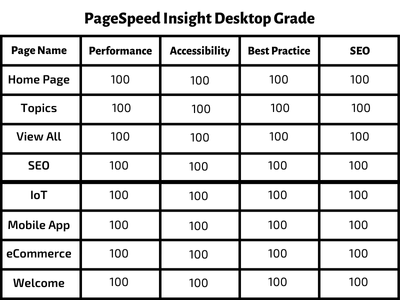 PageSpeed Insight Desktop Grade
Page Name Performance Accessibility Best Practice SEO
Home Page 100 100 100 100
Topics 100 100 100 100
View All 100 100 100 100
SEO 100 100 100 100
IoT 100 100 100 100
Mobile App 100 100 100 100
eCommerce 100 100 100 100
Welcome 100 100 100 100